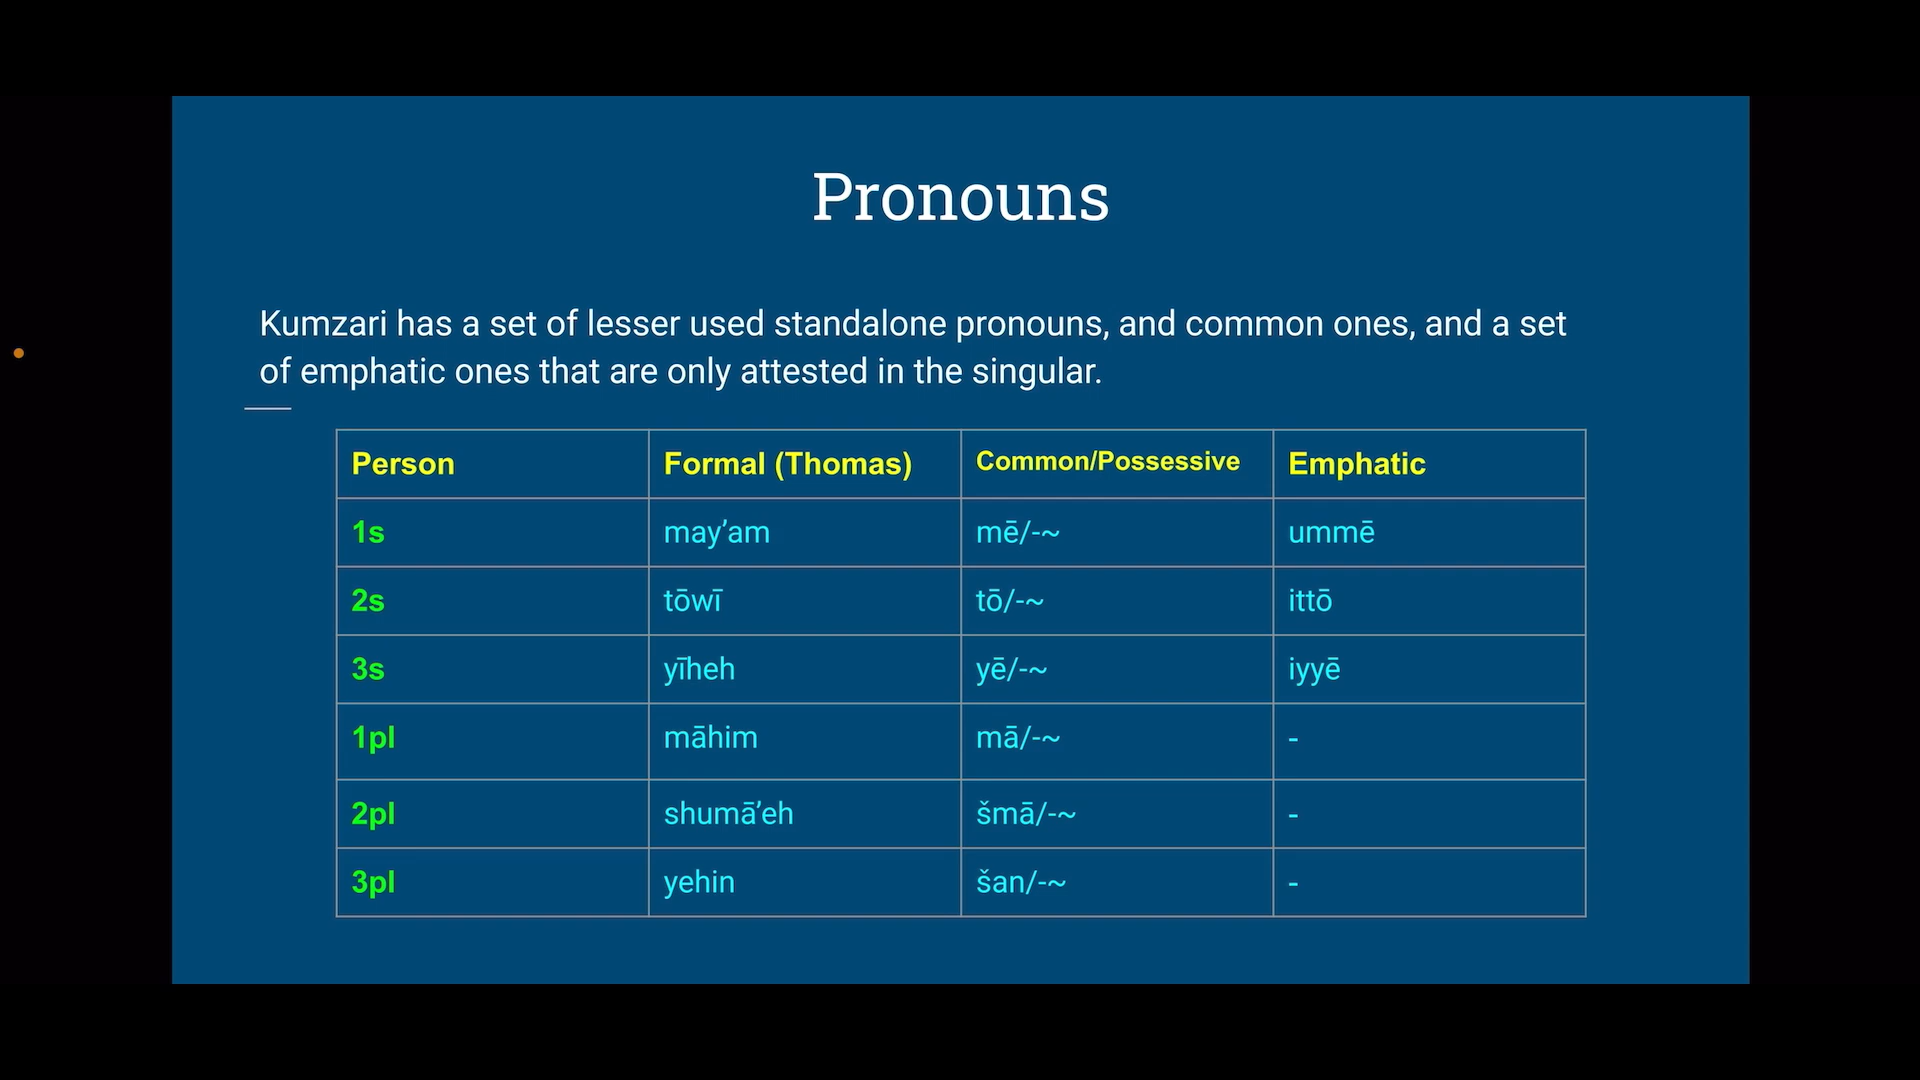 Pronouns
Kumzari has a set of lesser used standalone pronouns, and common ones, and a set
of emphatic ones that are only attested in the singular.
Person Formal (Thomas) Common/Possessive Emphatic
1s may’am mē/-~ ummē
2s tōwī tō/-~ ittō
3s yīheh yē/-~ iyyē
1pl māhim mā/-~ -
2pl shumā’eh šmā/-~ -
3pl yehin šan/-~ -